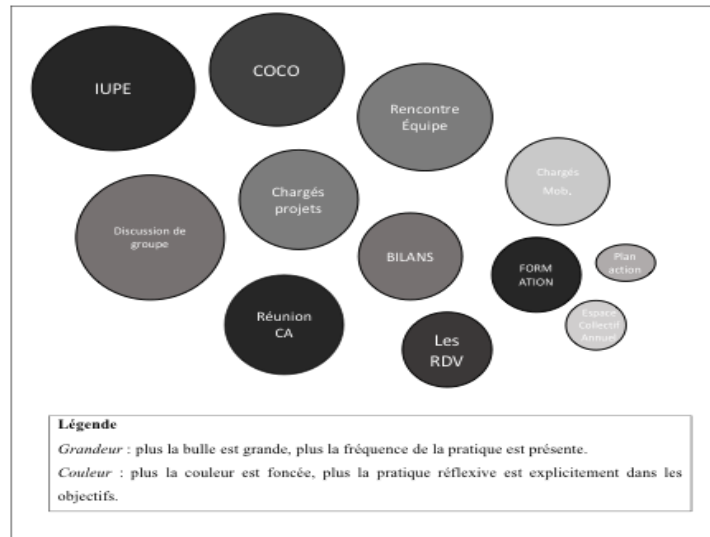 IUPE
COCO
Rencontre
Équipe
Chargés
Mob.
Chargés
projets
Discussion de
groupe
BILANS
FORM
ATION
Plan
action
Espace
Collectif
Annuel
Réunion
CA
Les
RDV
Légende
Grandeur : plus la bulle est grande, plus la fréquence de la pratique est présente.
Couleur : plus la couleur est foncée, plus la pratique réflexive est explicitement dans les
objectifs.